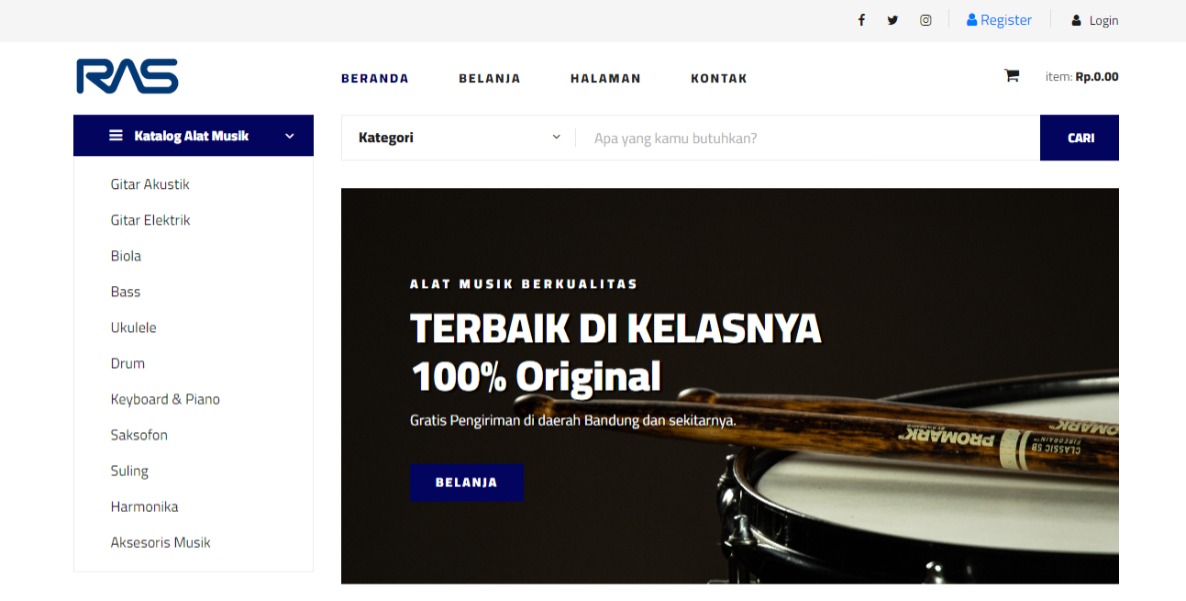 Register
Login
RAS
BERANDA BELANJA HALAMAN KONTAK
item: Rp.0.00
Katalog Alat Musik
Kategori
Apa yang kamu butuhkan?
CARI
Gitar Akustik
Gitar Elektrik
Biola
Bass
Ukulele
Drum
Keyboard & Piano
Saksofon
Suling
Harmonika
Aksesoris Musik
ALAT MUSIK BERKUALITAS
TERBAIK DI KELASNYA
100% Original
Gratis Pengiriman di daerah Bandung dan sekitarnya.
BELANJA
PROMARK
FIREGRAIN
CLASSIC 5B
PROMARK